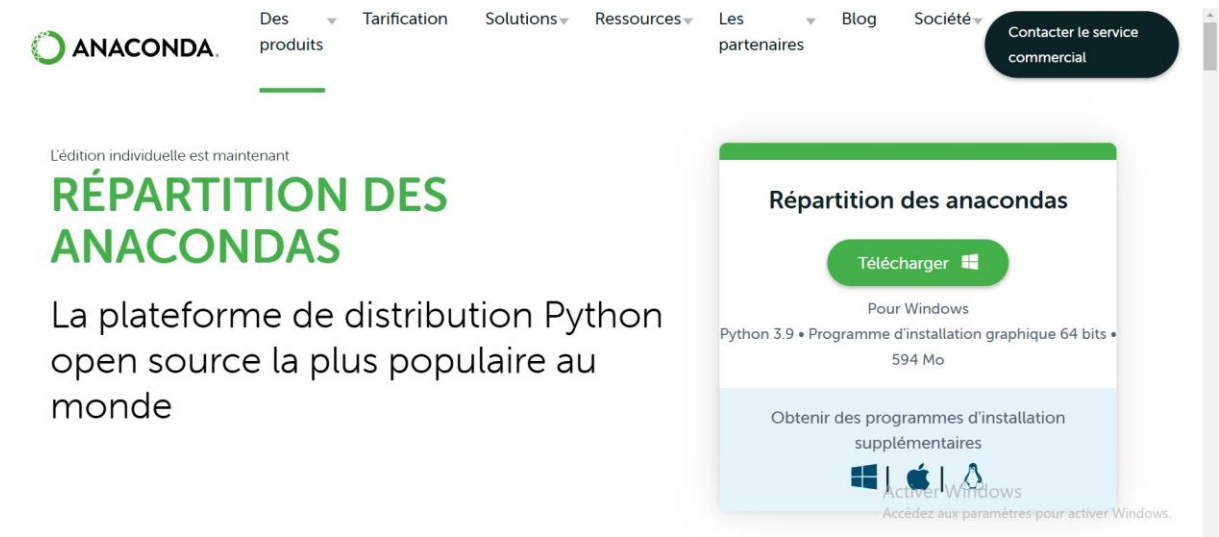 ANACONDA.
Des produits
Tarification
Solutions
Ressources
Les partenaires
Blog
Société
Contacter le service
commercial
L'édition individuelle est maintenant
RÉPARTITION DES
ANACONDAS
La plateforme de distribution Python
open source la plus populaire au
monde
Répartition des anacondas
Télécharger
Pour Windows
Python 3.9 • Programme d'installation graphique 64 bits •
594 Mo
Obtenir des programmes d'installation
supplémentaires
| |
Activer Windows
Accédez aux paramètres pour activer Windows.